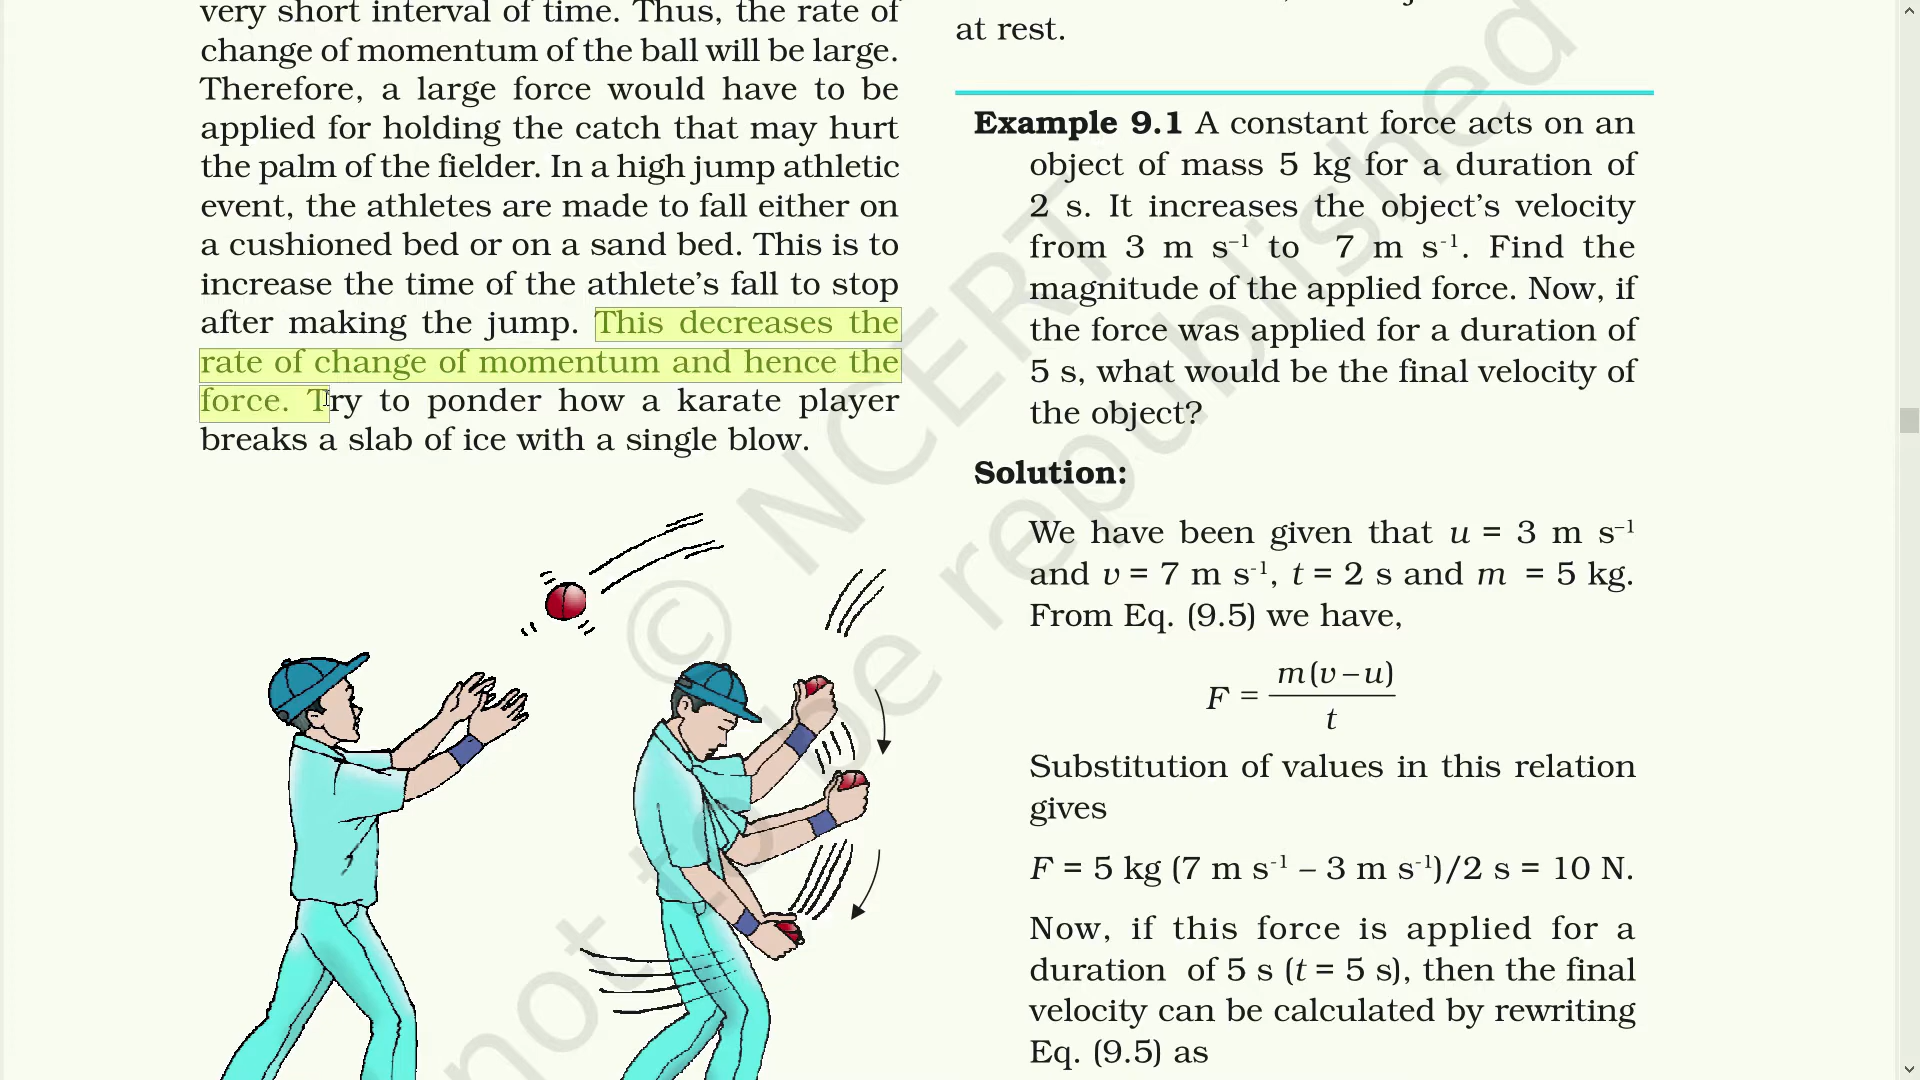 very short interval of time. Thus, the rate of
change of momentum of the ball will be large.
Therefore, a large force would have to be
applied for holding the catch that may hurt
the palm of the fielder. In a high jump athletic
event, the athletes are made to fall either on
a cushioned bed or on a sand bed. This is to
increase the time of the athlete’s fall to stop
after making the jump. This decreases the
rate of change of momentum and hence the
force. Try to ponder how a karate player
breaks a slab of ice with a single blow.
at rest.
Example 9.1 A constant force acts on an
object of mass 5 kg for a duration of
2 s. It increases the object’s velocity
from 3 m s⁻¹ to 7 m s⁻¹. Find the
magnitude of the applied force. Now, if
the force was applied for a duration of
5 s, what would be the final velocity of
the object?
Solution:
We have been given that u = 3 m s⁻¹
and v = 7 m s⁻¹, t = 2 s and m = 5 kg.
From Eq. (9.5) we have,
F = m(v – u) / t
Substitution of values in this relation
gives
F = 5 kg (7 m s⁻¹ – 3 m s⁻¹)/2 s = 10 N.
Now, if this force is applied for a
duration of 5 s (t = 5 s), then the final
velocity can be calculated by rewriting
Eq. (9.5) as
© NCERT
not to be republished